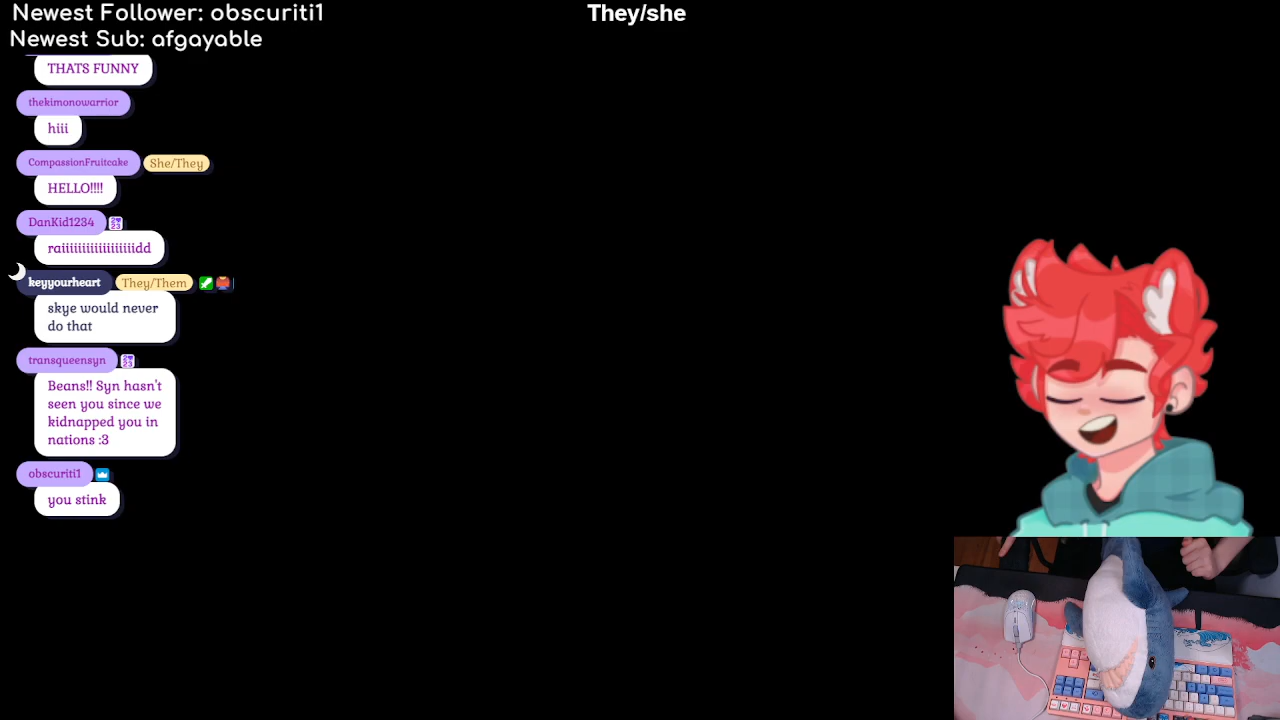 Newest Follower: obscuriti1
They/she
Newest Sub: afgayable
THATS FUNNY
thekimonowarrior
hiii
CompassionFruitcake She/They
HELLO!!!!
DanKid1234
raiiiiiiiiiiiiiiiiiidd
keyyourheart They/Them
skye would never
do that
transqueensyn
Beans!! Syn hasn't
seen you since we
kidnapped you in
nations :3
obscuriti1
you stink